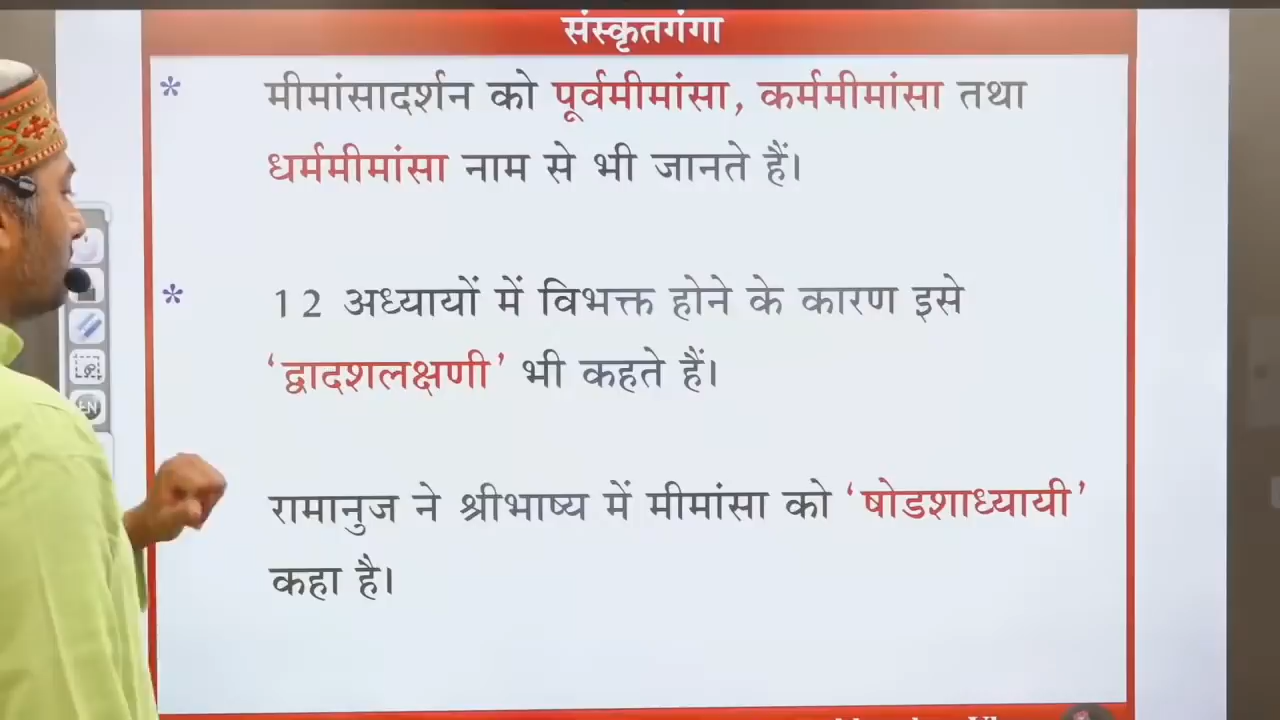 संस्कृतगंगा
* मीमांसादर्शन को पूर्वमीमांसा, कर्ममीमांसा तथा
धर्ममीमांसा नाम से भी जानते हैं।
* 12 अध्यायों में विभक्त होने के कारण इसे
‘द्वादशलक्षणी’ भी कहते हैं।
रामानुज ने श्रीभाष्य में मीमांसा को ‘षोडशाध्यायी’
कहा है।
EN